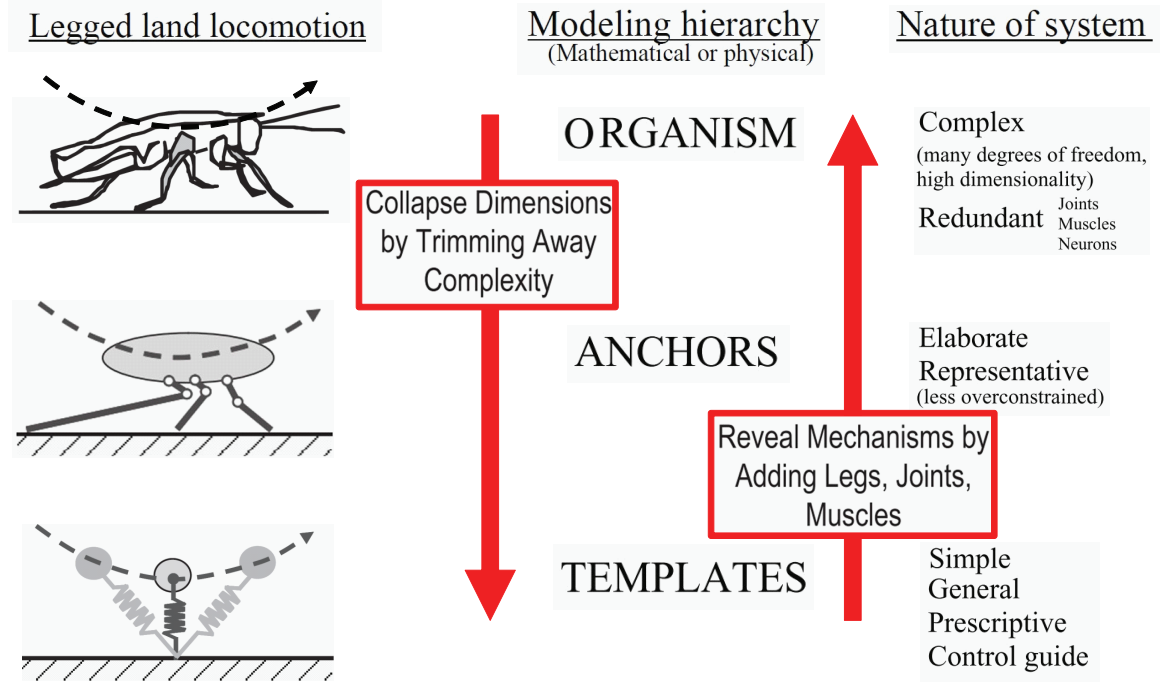 Legged land locomotion
Modeling hierarchy
(Mathematical or physical)
Nature of system
ORGANISM
Complex
(many degrees of freedom,
high dimensionality)
Redundant
Joints
Muscles
Neurons
Collapse Dimensions
by Trimming Away
Complexity
ANCHORS
Elaborate
Representative
(less overconstrained)
Reveal Mechanisms by
Adding Legs, Joints,
Muscles
TEMPLATES
Simple
General
Prescriptive
Control guide